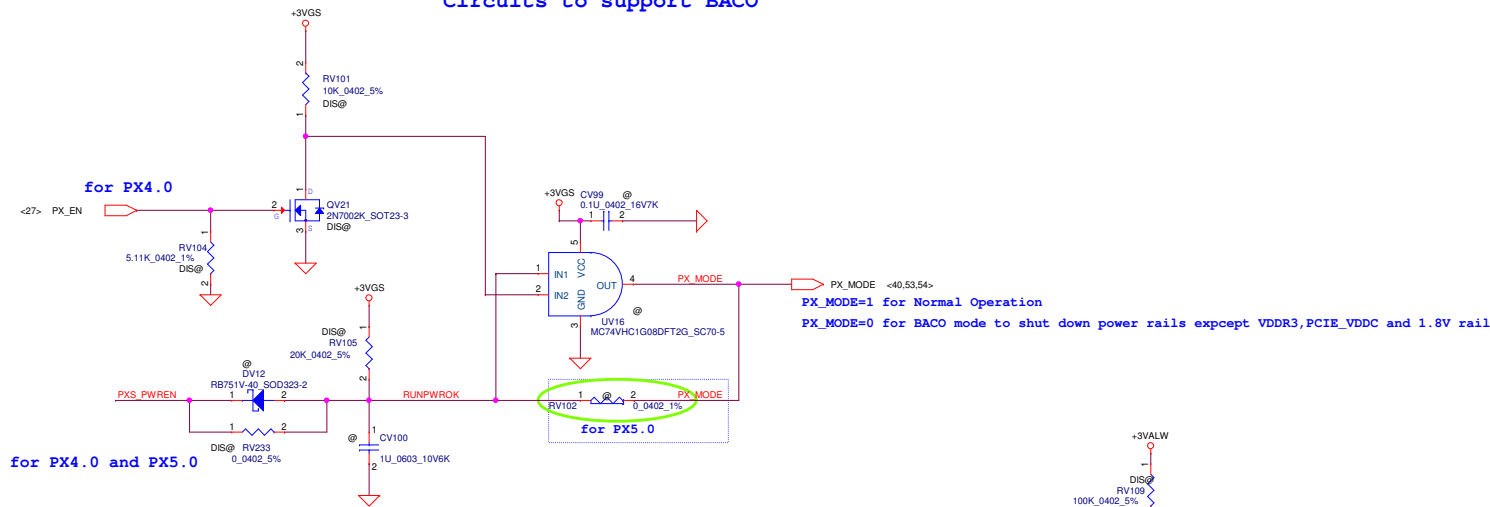 Circuits to support BACO
+3VGS
2
RV101
10K_0402_5%
DIS@
1
for PX4.0
<27> PX_EN
1 D
2
G
QV21
2N7002K_SOT23-3
DIS@
3 S
1
RV104
5.11K_0402_1%
DIS@
2
+3VGS
CV99 @
0.1U_0402_16V7K
1 2
5
1 IN1 VCC
2 IN2 GND OUT 4
PX_MODE
PX_MODE <40,53,54>
PX_MODE=1 for Normal Operation
PX_MODE=0 for BACO mode to shut down power rails expcept VDDR3,PCIE_VDDC and 1.8V rail
3
@
UV16
MC74VHC1G08DFT2G_SC70-5
+3VGS
1
DIS@
RV105
20K_0402_5%
2
@
DV12
RB751V-40_SOD323-2
PXS_PWREN
1 2
RUNPWROK
1 @ 2
PX_MODE
RV102
0_0402_1%
for PX5.0
1 2
DIS@ RV233
0_0402_5%
for PX4.0 and PX5.0
1
@ CV100
1U_0603_10V6K
2
+3VALW
1
DIS@
RV109
100K_0402_5%